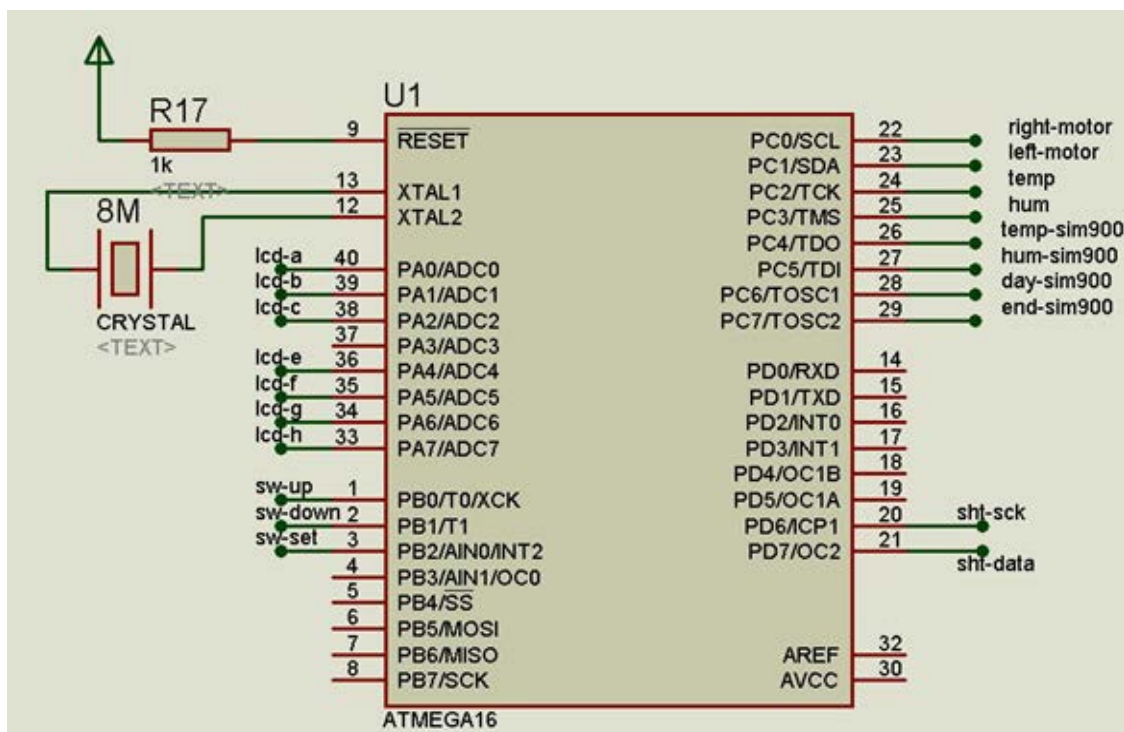 R17
1k
<TEXT>
8M
CRYSTAL
<TEXT>
U1
9 RESET
13 XTAL1
12 XTAL2
lcd-a 40 PA0/ADC0
lcd-b 39 PA1/ADC1
lcd-c 38 PA2/ADC2
37 PA3/ADC3
lcd-e 36 PA4/ADC4
lcd-f 35 PA5/ADC5
lcd-g 34 PA6/ADC6
lcd-h 33 PA7/ADC7
sw-up 1 PB0/T0/XCK
sw-down 2 PB1/T1
sw-set 3 PB2/AIN0/INT2
4 PB3/AIN1/OC0
5 PB4/SS
6 PB5/MOSI
7 PB6/MISO
8 PB7/SCK
PC0/SCL 22 right-motor
PC1/SDA 23 left-motor
PC2/TCK 24 temp
PC3/TMS 25 hum
PC4/TDO 26 temp-sim900
PC5/TDI 27 hum-sim900
PC6/TOSC1 28 day-sim900
PC7/TOSC2 29 end-sim900
PD0/RXD 14
PD1/TXD 15
PD2/INT0 16
PD3/INT1 17
PD4/OC1B 18
PD5/OC1A 19
PD6/ICP1 20 sht-sck
PD7/OC2 21 sht-data
AREF 32
AVCC 30
ATMEGA16